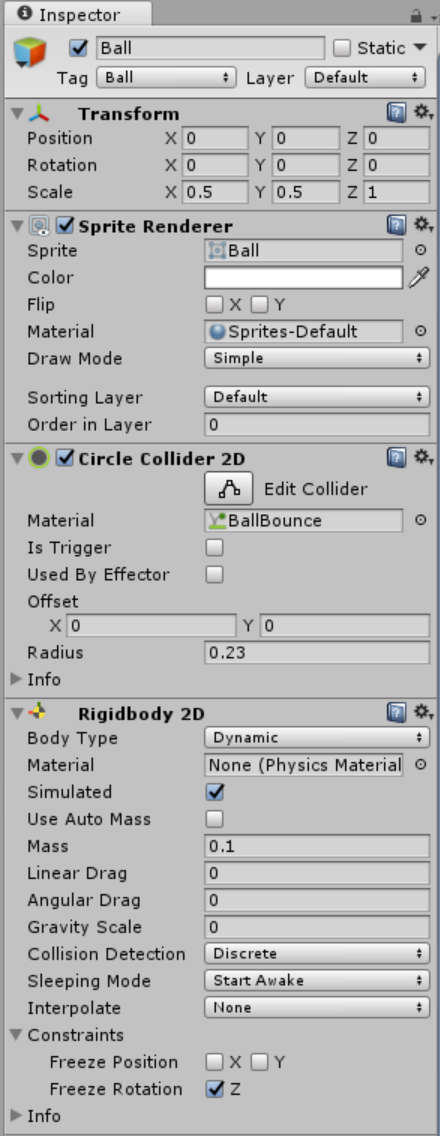 Inspector
Ball Static
Tag Ball Layer Default
Transform
Position X 0 Y 0 Z 0
Rotation X 0 Y 0 Z 0
Scale X 0.5 Y 0.5 Z 1
Sprite Renderer
Sprite Ball
Color
Flip X Y
Material Sprites-Default
Draw Mode Simple
Sorting Layer Default
Order in Layer 0
Circle Collider 2D
Edit Collider
Material BallBounce
Is Trigger
Used By Effector
Offset
X 0 Y 0
Radius 0.23
Info
Rigidbody 2D
Body Type Dynamic
Material None (Physics Material
Simulated
Use Auto Mass
Mass 0.1
Linear Drag 0
Angular Drag 0
Gravity Scale 0
Collision Detection Discrete
Sleeping Mode Start Awake
Interpolate None
Constraints
Freeze Position X Y
Freeze Rotation Z
Info